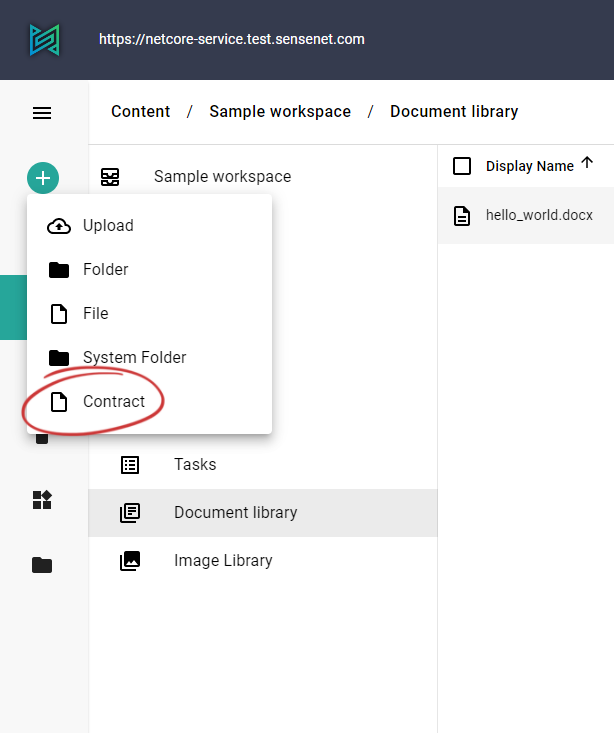 https://netcore-service.test.sensenet.com
Content / Sample workspace / Document library
Sample workspace
Display Name
Upload
hello_world.docx
Folder
File
System Folder
Contract
Tasks
Document library
Image Library